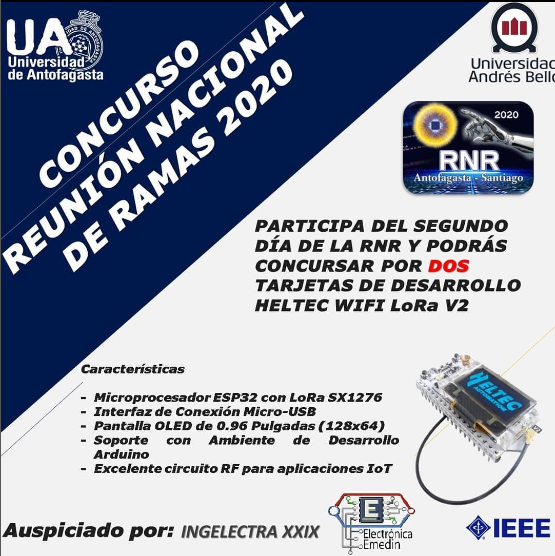 UA
Universidad
de Antofagasta
Universidad
Andrés Bello
CONCURSO
REUNIÓN NACIONAL
DE RAMAS 2020
2020
RNR
Antofagasta - Santiago
PARTICIPA DEL SEGUNDO
DÍA DE LA RNR Y PODRÁS
CONCURSAR POR DOS
TARJETAS DE DESARROLLO
HELTEC WIFI LoRa V2
Características
- Microprocesador ESP32 con LoRa SX1276
- Interfaz de Conexión Micro-USB
- Pantalla OLED de 0.96 Pulgadas (128x64)
- Soporte con Ambiente de Desarrollo
Arduino
- Excelente circuito RF para aplicaciones IoT
HELTEC
AUTOMATION
V2
Auspiciado por: INGELECTRA XXIX
E
Electrónica
Emedin
IEEE